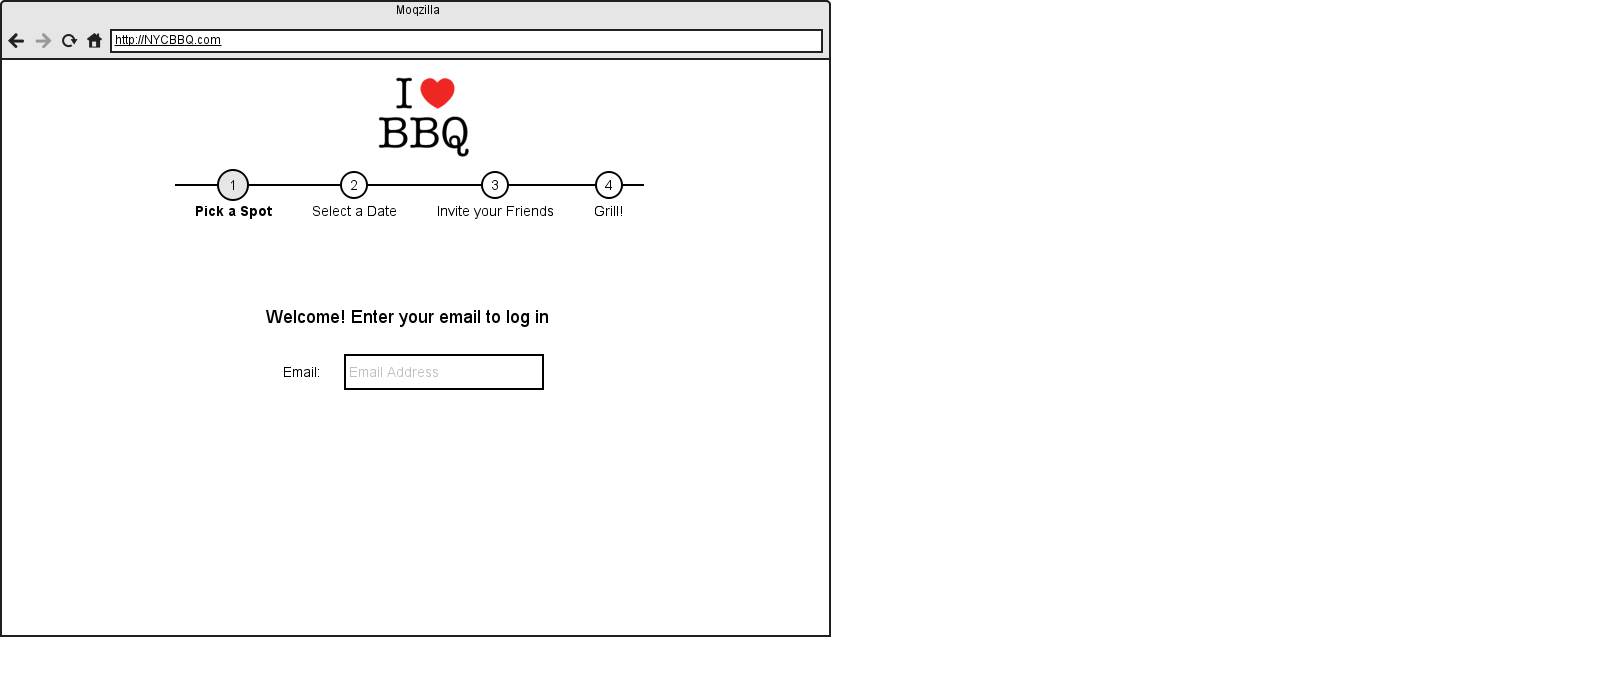 Moqzilla
http://NYCBBQ.com
I
BBQ
1 2 3 4
Pick a Spot Select a Date Invite your Friends Grill!
Welcome! Enter your email to log in
Email: Email Address